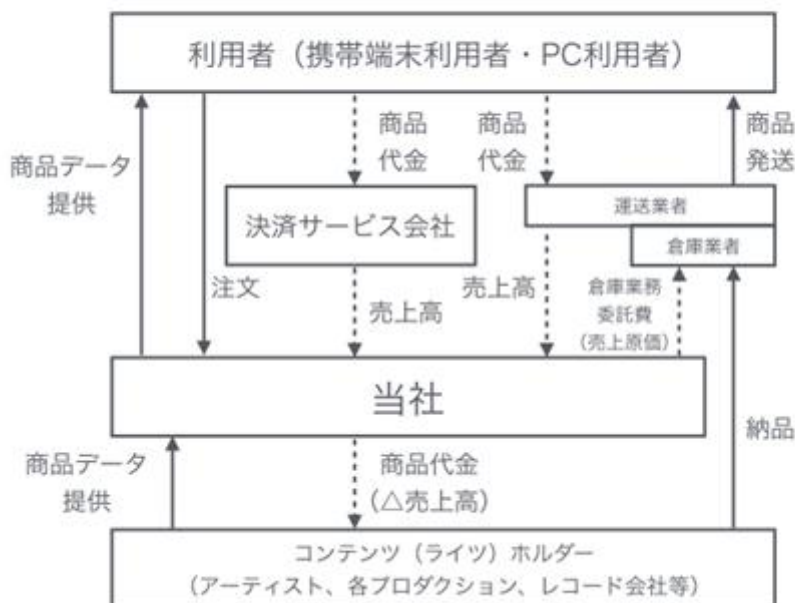 利用者（携帯端末利用者・PC利用者）
商品データ
提供
注文
商品
代金
商品
代金
商品
発送
決済サービス会社
運送業者
倉庫業者
売上高
売上高
倉庫業務
委託費
（売上原価）
当社
商品データ
提供
商品代金
（△売上高）
納品
コンテンツ（ライツ）ホルダー
（アーティスト、各プロダクション、レコード会社等）